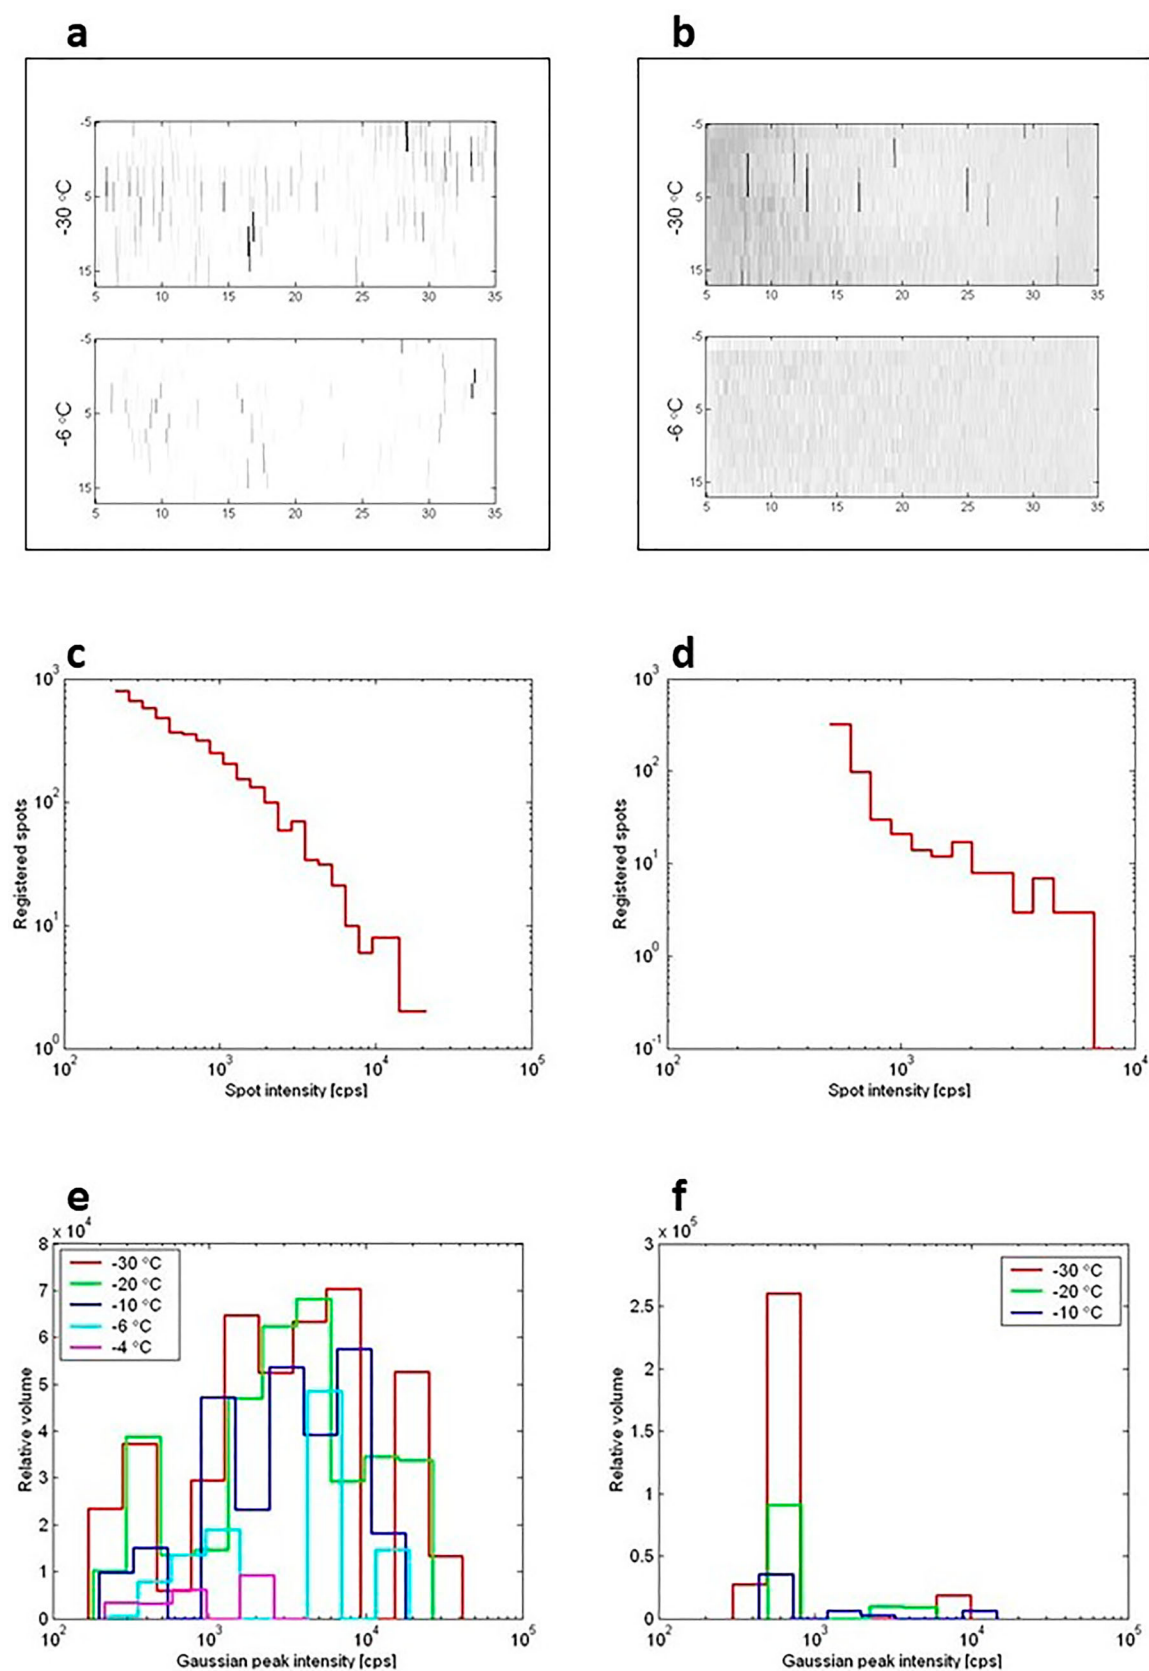 a
b
-30 °C
-5
5
15
5 10 15 20 25 30 35
-30 °C
-5
5
15
5 10 15 20 25 30 35
-6 °C
-5
5
15
5 10 15 20 25 30 35
-6 °C
-5
5
15
5 10 15 20 25 30 35
c
Registered spots
10³
10²
10¹
10⁰
10² 10³ 10⁴ 10⁵
Spot intensity [cps]
d
Registered spots
10³
10²
10¹
10⁰
10⁻¹
10² 10³ 10⁴
Spot intensity [cps]
e
x 10⁴
-30 °C
-20 °C
-10 °C
-6 °C
-4 °C
Relative volume
8
7
6
5
4
3
2
1
0
10² 10³ 10⁴ 10⁵
Gaussian peak intensity [cps]
f
x 10⁵
-30 °C
-20 °C
-10 °C
Relative volume
3
2.5
2
1.5
1
0.5
0
10² 10³ 10⁴ 10⁵
Gaussian peak intensity [cps]